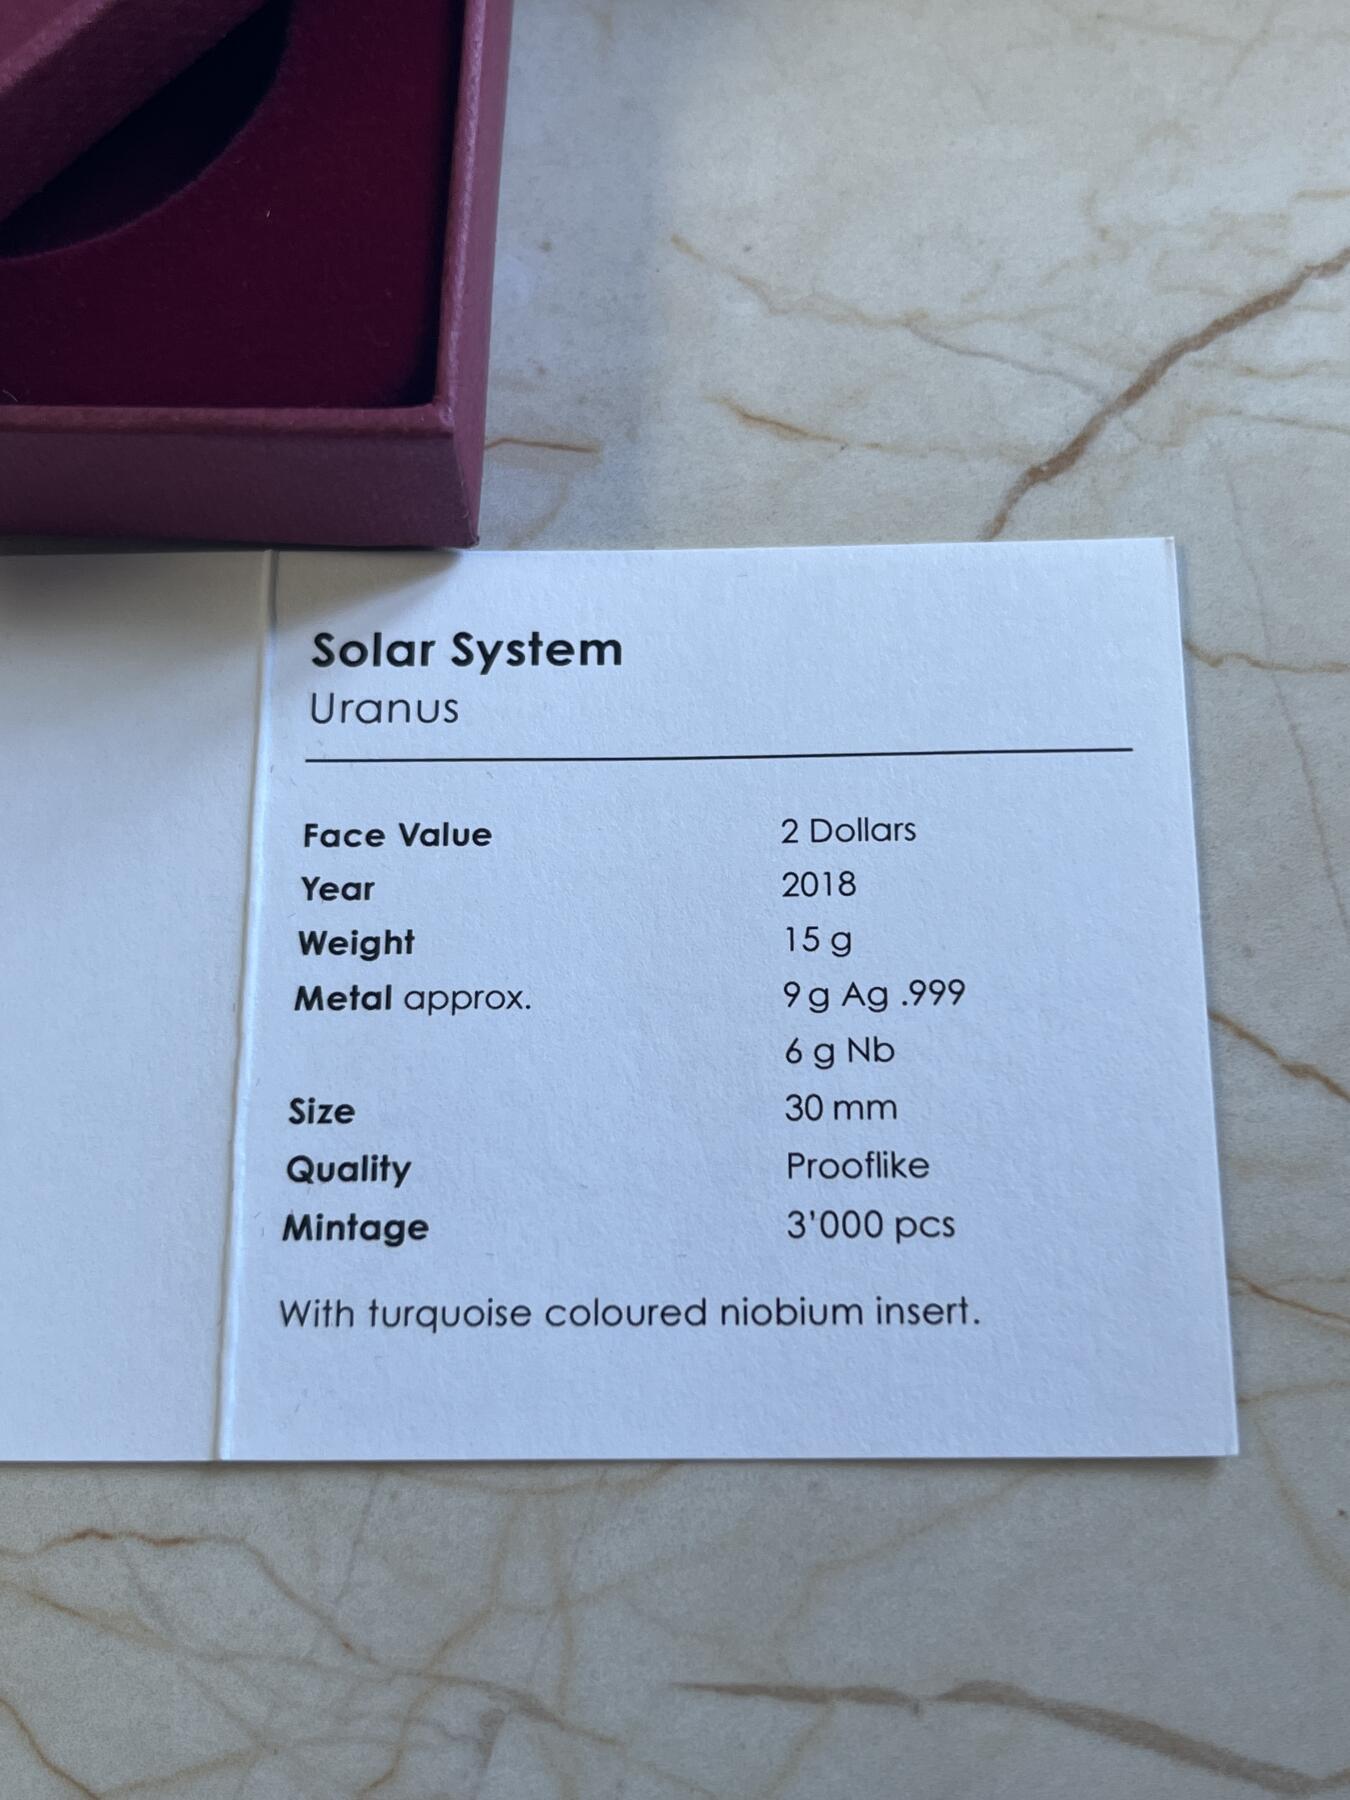 Solar System
Uranus
Face Value 2 Dollars
Year 2018
Weight 15 g
Metal approx. 9 g Ag .999
6 g Nb
Size 30 mm
Quality Prooflike
Mintage 3'000 pcs
With turquoise coloured niobium insert.